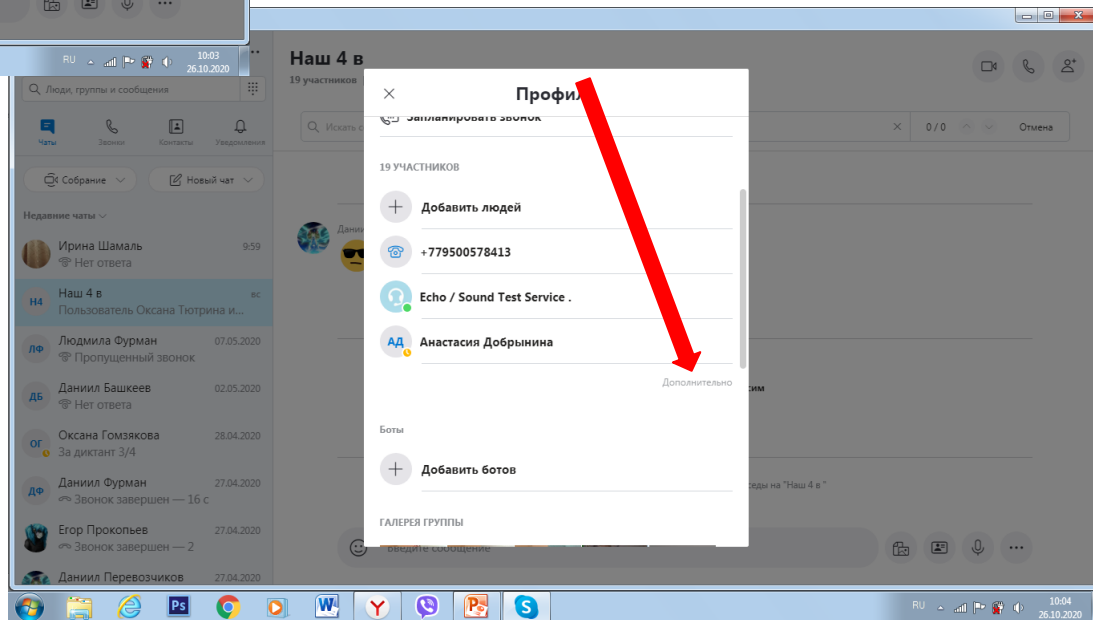 RU 10:03
26.10.2020
Люди, группы и сообщения
Чаты Звонки Контакты Уведомления
Собрание Новый чат
Недавние чаты
Ирина Шамаль 9:59
Нет ответа
Н4 Наш 4 в вс
Пользователь Оксана Тютрина и...
ЛФ Людмила Фурман 07.05.2020
Пропущенный звонок
ДБ Даниил Башкеев 02.05.2020
Нет ответа
ОГ Оксана Гомзякова 28.04.2020
За диктант 3/4
ДФ Даниил Фурман 27.04.2020
Звонок завершен — 16 с
Егор Прокопьев 27.04.2020
Звонок завершен — 2
Даниил Перевозчиков 27.04.2020
Наш 4 в
19 участников
Искать с
0/0 Отмена
Дании
сим
еды на "Наш 4 в "
Введите сообщение
Профил
Запланировать звонок
19 УЧАСТНИКОВ
Добавить людей
+779500578413
Echo / Sound Test Service .
АД Анастасия Добрынина
Дополнительно
Боты
Добавить ботов
ГАЛЕРЕЯ ГРУППЫ
Ps W Y P S
RU 10:04
26.10.2020